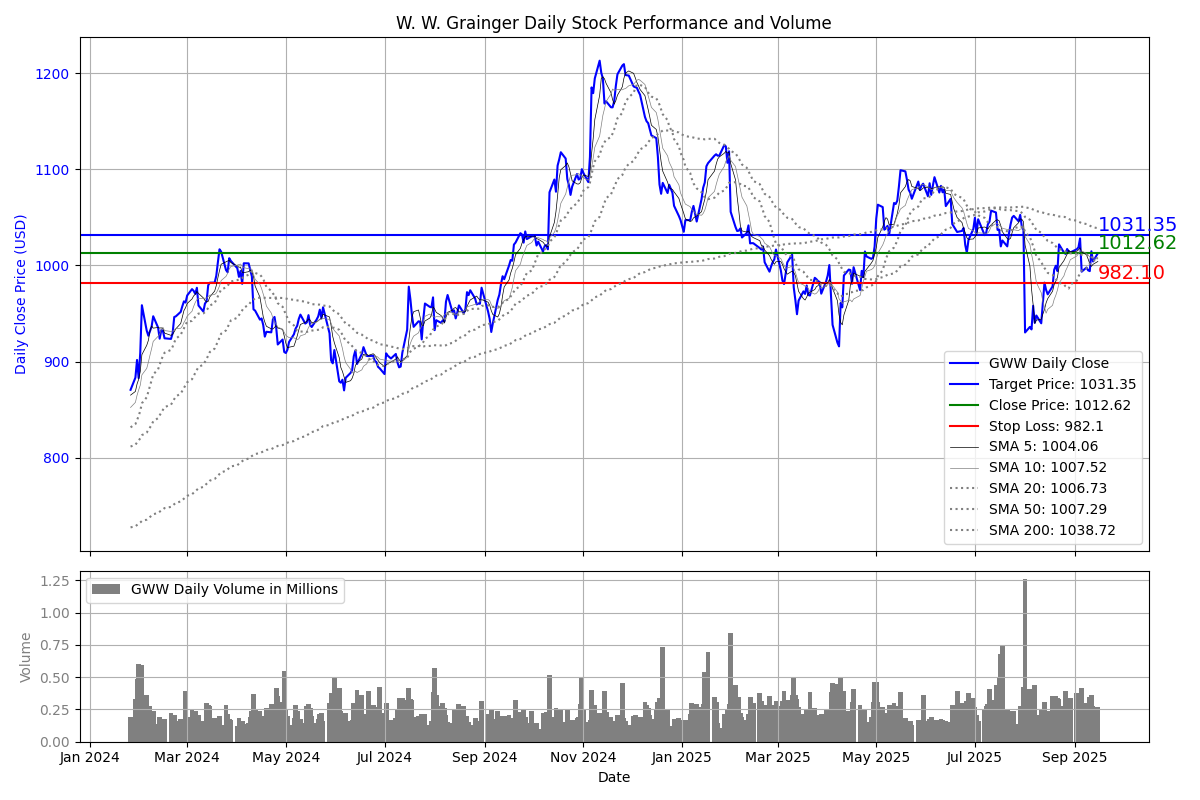 W. W. Grainger Daily Stock Performance and Volume
Daily Close Price (USD)
1200
1100
1000
900
800
1031.35
1012.62
982.10
GWW Daily Close
Target Price: 1031.35
Close Price: 1012.62
Stop Loss: 982.1
SMA 5: 1004.06
SMA 10: 1007.52
SMA 20: 1006.73
SMA 50: 1007.29
SMA 200: 1038.72
Volume
1.25
1.00
0.75
0.50
0.25
0.00
GWW Daily Volume in Millions
Jan 2024 Mar 2024 May 2024 Jul 2024 Sep 2024 Nov 2024 Jan 2025 Mar 2025 May 2025 Jul 2025 Sep 2025
Date